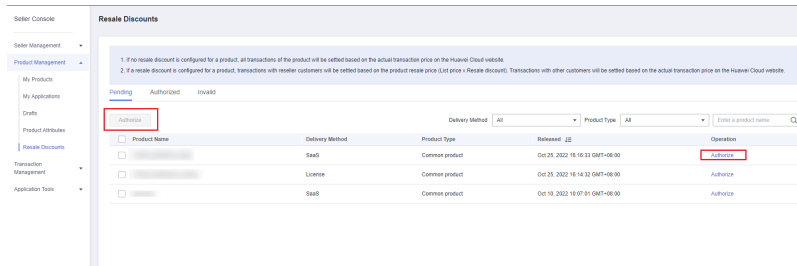 Seller Console
Resale Discounts
Seller Management
Product Management
My Products
My Applications
Drafts
Product Attributes
Resale Discounts
Transaction
Management
Application Tools
1. If no resale discount is configured for a product, all transactions of the product will be settled based on the actual transaction price on the Huawei Cloud website.
2. If a resale discount is configured for a product, transactions with reseller customers will be settled based on the product resale price (List price x Resale discount). Transactions with other customers will be settled based on the actual transaction price on the Huawei Cloud website.
Pending Authorized Invalid
Authorize Delivery Method All Product Type All Enter a product name.
Product Name Delivery Method Product Type Released Operation
SaaS Common product Oct 25, 2022 16:16:33 GMT+08:00 Authorize
License Common product Oct 25, 2022 16:14:32 GMT+08:00 Authorize
SaaS Common product Oct 10, 2022 10:07:01 GMT+08:00 Authorize